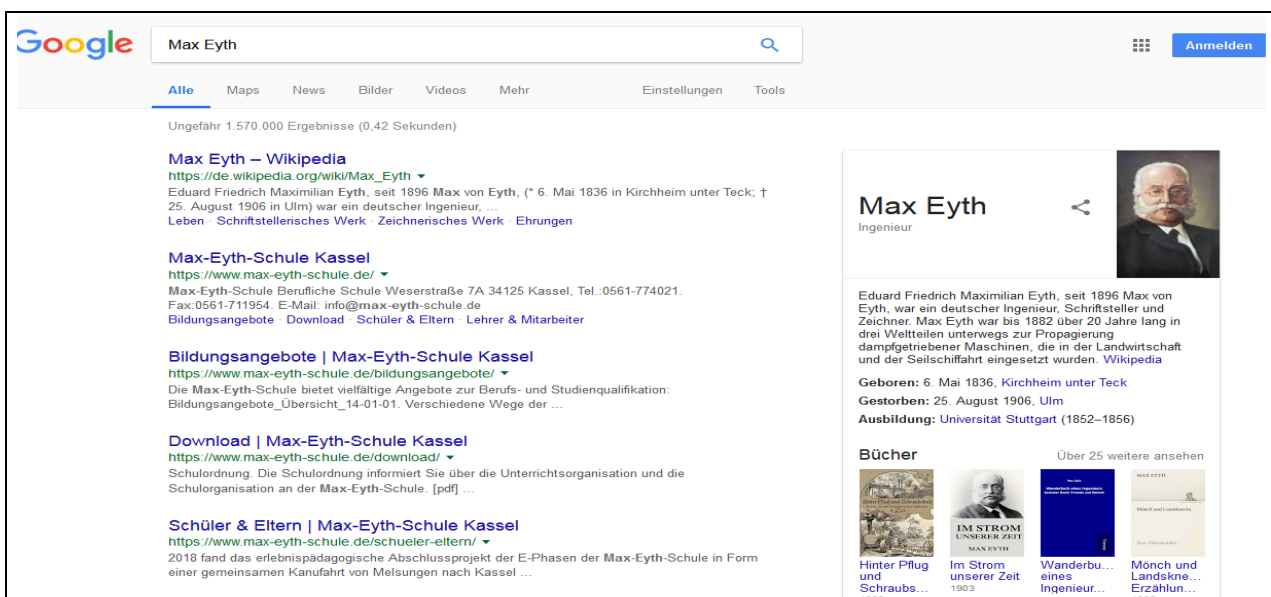 Google
Max Eyth
Anmelden
Alle Maps News Bilder Videos Mehr Einstellungen Tools
Ungefähr 1.570.000 Ergebnisse (0,42 Sekunden)
Max Eyth – Wikipedia
https://de.wikipedia.org/wiki/Max_Eyth
Eduard Friedrich Maximilian Eyth, seit 1896 Max von Eyth, (* 6. Mai 1836 in Kirchheim unter Teck; †
25. August 1906 in Ulm) war ein deutscher Ingenieur, ...
Leben · Schriftstellerisches Werk · Zeichnerisches Werk · Ehrungen
Max-Eyth-Schule Kassel
https://www.max-eyth-schule.de/
Max-Eyth-Schule Berufliche Schule Weserstraße 7A 34125 Kassel, Tel.:0561-774021.
Fax:0561-711954. E-Mail: info@max-eyth-schule.de
Bildungsangebote · Download · Schüler & Eltern · Lehrer & Mitarbeiter
Bildungsangebote | Max-Eyth-Schule Kassel
https://www.max-eyth-schule.de/bildungsangebote/
Die Max-Eyth-Schule bietet vielfältige Angebote zur Berufs- und Studienqualifikation:
Bildungsangebote_Übersicht_14-01-01. Verschiedene Wege der ...
Download | Max-Eyth-Schule Kassel
https://www.max-eyth-schule.de/download/
Schulordnung. Die Schulordnung informiert Sie über die Unterrichtsorganisation und die
Schulorganisation an der Max-Eyth-Schule. [pdf] ...
Schüler & Eltern | Max-Eyth-Schule Kassel
https://www.max-eyth-schule.de/schueler-eltern/
2018 fand das erlebnispädagogische Abschlussprojekt der E-Phasen der Max-Eyth-Schule in Form
einer gemeinsamen Kanufahrt von Melsungen nach Kassel ...
Max Eyth
Ingenieur
Eduard Friedrich Maximilian Eyth, seit 1896 Max von
Eyth, war ein deutscher Ingenieur, Schriftsteller und
Zeichner. Max Eyth war bis 1882 über 20 Jahre lang in
drei Weltteilen unterwegs zur Propagierung
dampfgetriebener Maschinen, die in der Landwirtschaft
und der Seilschiffahrt eingesetzt wurden. Wikipedia
Geboren: 6. Mai 1836, Kirchheim unter Teck
Gestorben: 25. August 1906, Ulm
Ausbildung: Universität Stuttgart (1852–1856)
Bücher Über 25 weitere ansehen
IM STROM
UNSERER ZEIT
MAX EYTH
MAX EYTH
Mönch und Landsknecht
Hinter Pflug
und
Schraubs...
Im Strom
unserer Zeit
1903
Wanderbu...
eines
Ingenieur...
Mönch und
Landskne...
Erzählun...